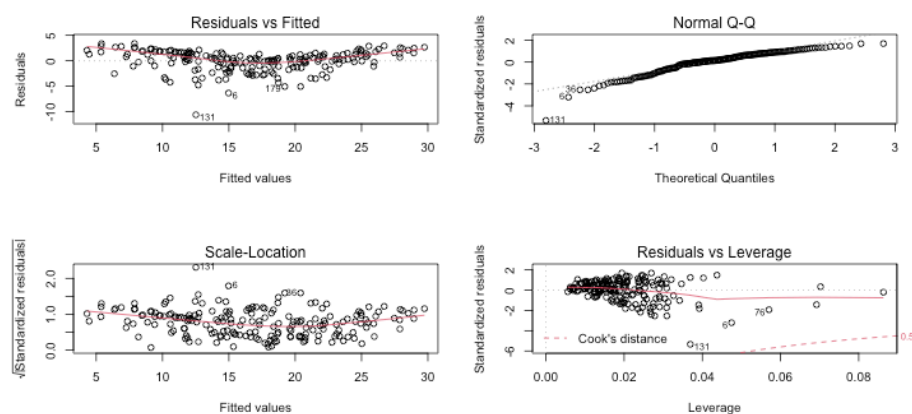 Residuals vs Fitted
Residuals
5
0
-5
-10
6
179
131
5 10 15 20 25 30
Fitted values
Normal Q-Q
Standardized residuals
2
0
-2
-4
36
6
131
-3 -2 -1 0 1 2 3
Theoretical Quantiles
Scale-Location
√|Standardized residuals|
2.0
1.0
0.0
131
6
36
5 10 15 20 25 30
Fitted values
Residuals vs Leverage
Standardized residuals
2
0
-2
-6
76
6
131
Cook's distance
0.5
0.00 0.02 0.04 0.06 0.08
Leverage